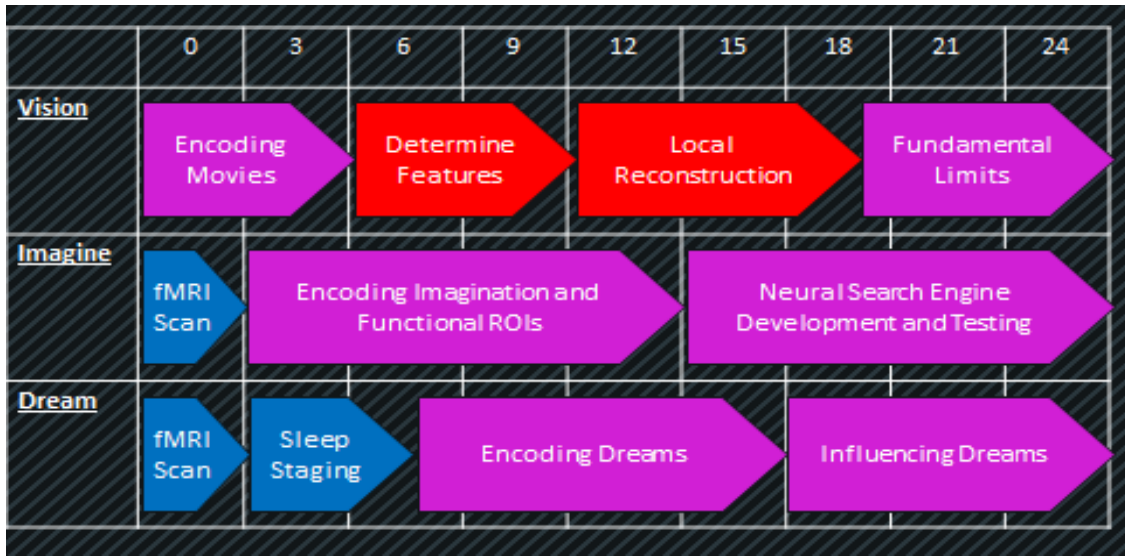 0 3 6 9 12 15 18 21 24
Vision
Encoding
Movies
Determine
Features
Local
Reconstruction
Fundamental
Limits
Imagine
fMRI
Scan
Encoding Imagination and
Functional ROIs
Neural Search Engine
Development and Testing
Dream
fMRI
Scan
Sleep
Staging
Encoding Dreams
Influencing Dreams